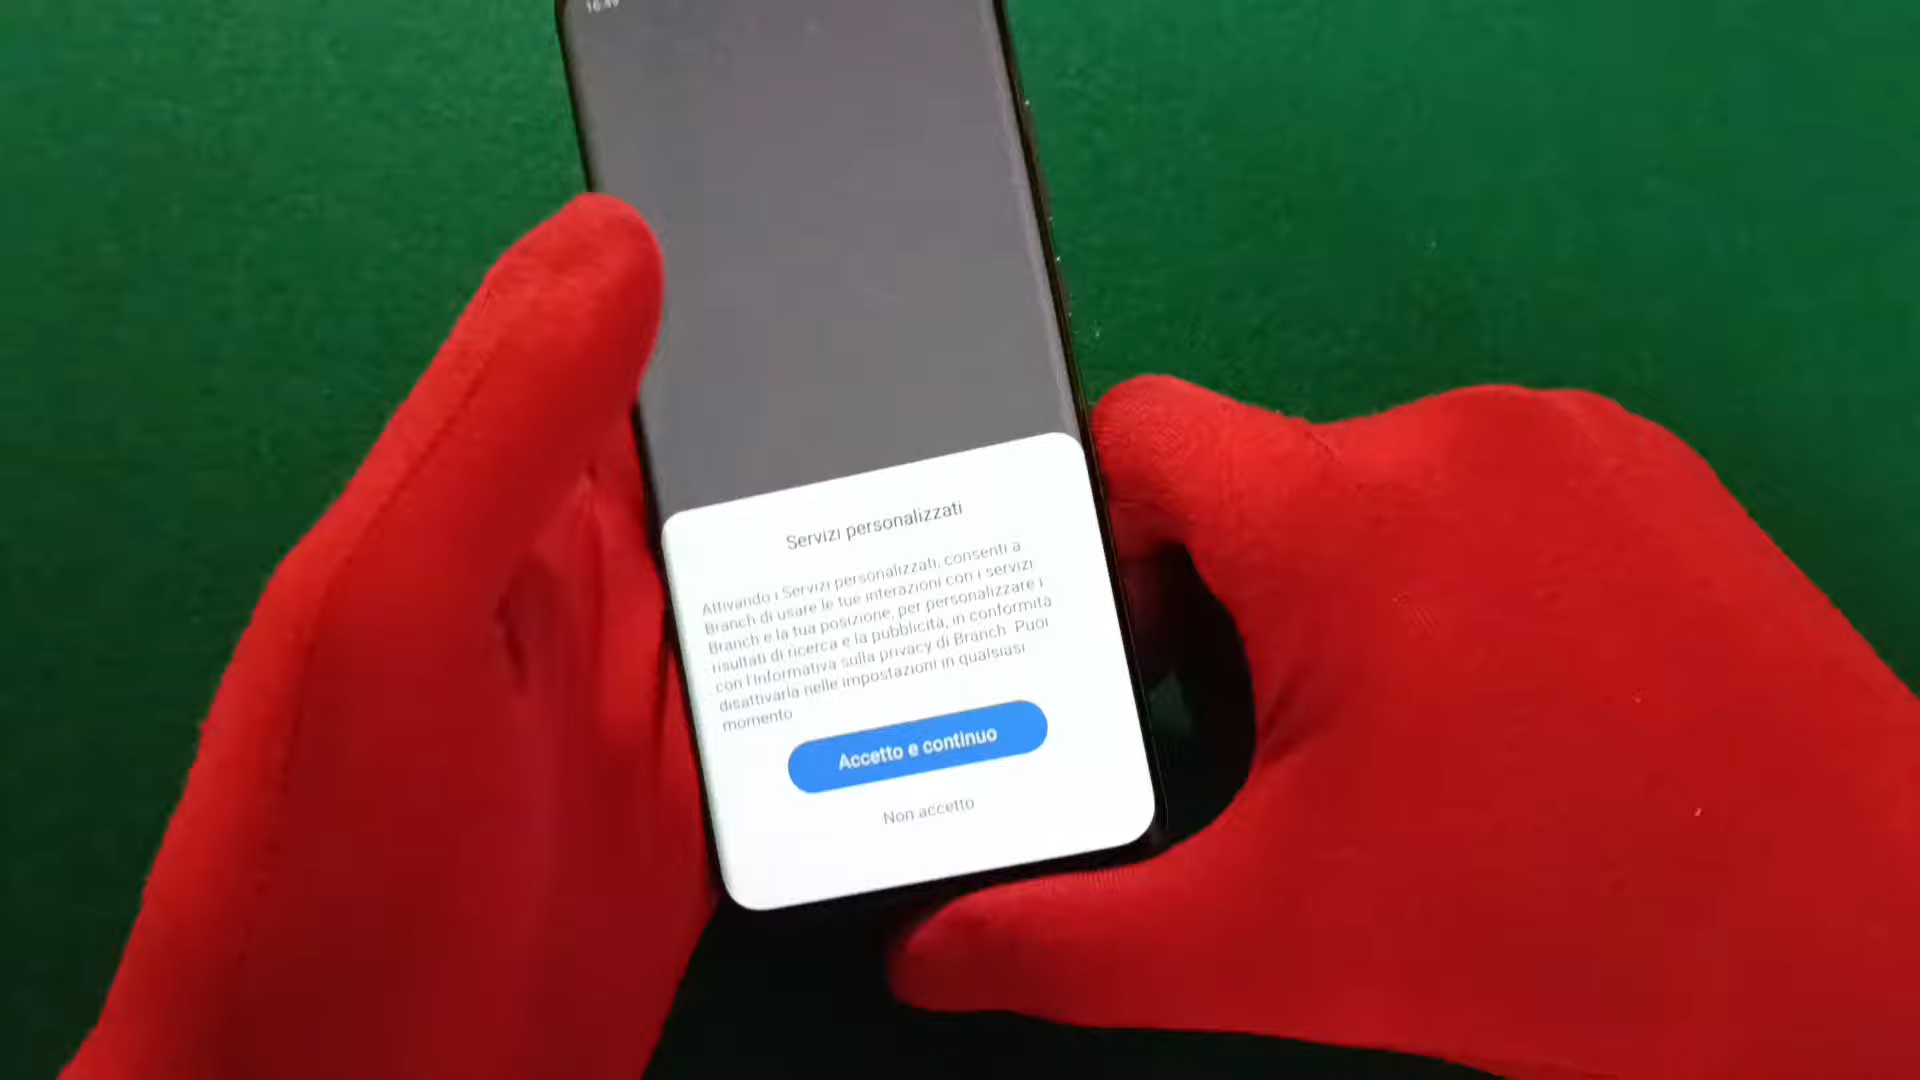 Servizi personalizzati
Attivando i Servizi personalizzati, consenti a
Branch di usare le tue interazioni con i servizi
Branch e la tua posizione, per personalizzare i
risultati di ricerca e la pubblicità, in conformità
con l'Informativa sulla privacy di Branch. Puoi
disattivarla nelle impostazioni in qualsiasi
momento
Accetto e continuo
Non accetto